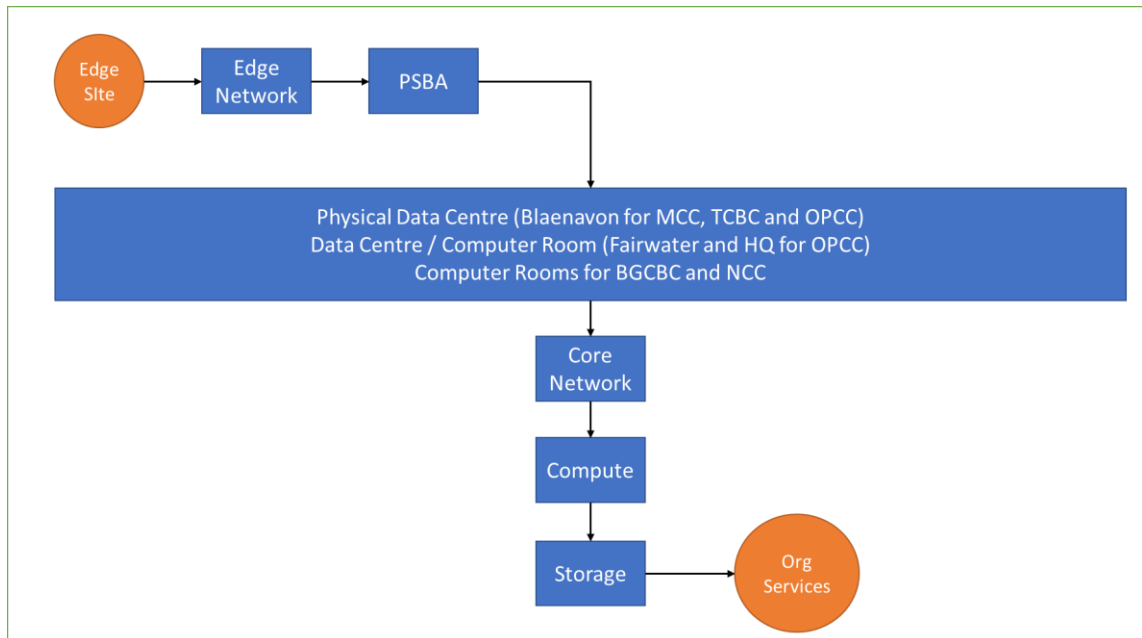 Edge
SIte
Edge
Network
PSBA
Physical Data Centre (Blaenavon for MCC, TCBC and OPCC)
Data Centre / Computer Room (Fairwater and HQ for OPCC)
Computer Rooms for BGCBC and NCC
Core
Network
Compute
Storage
Org
Services